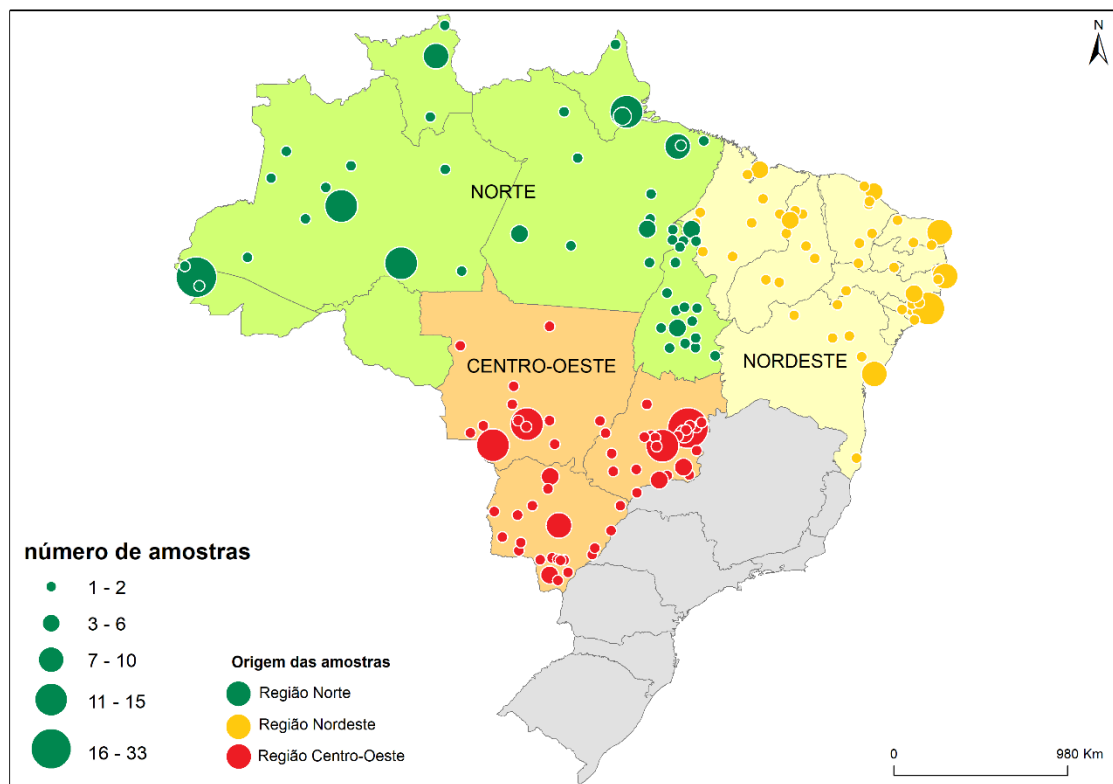 N
NORTE
CENTRO-OESTE
NORDESTE
número de amostras
1 - 2
3 - 6
7 - 10
11 - 15
16 - 33
Origem das amostras
Região Norte
Região Nordeste
Região Centro-Oeste
0 980 Km